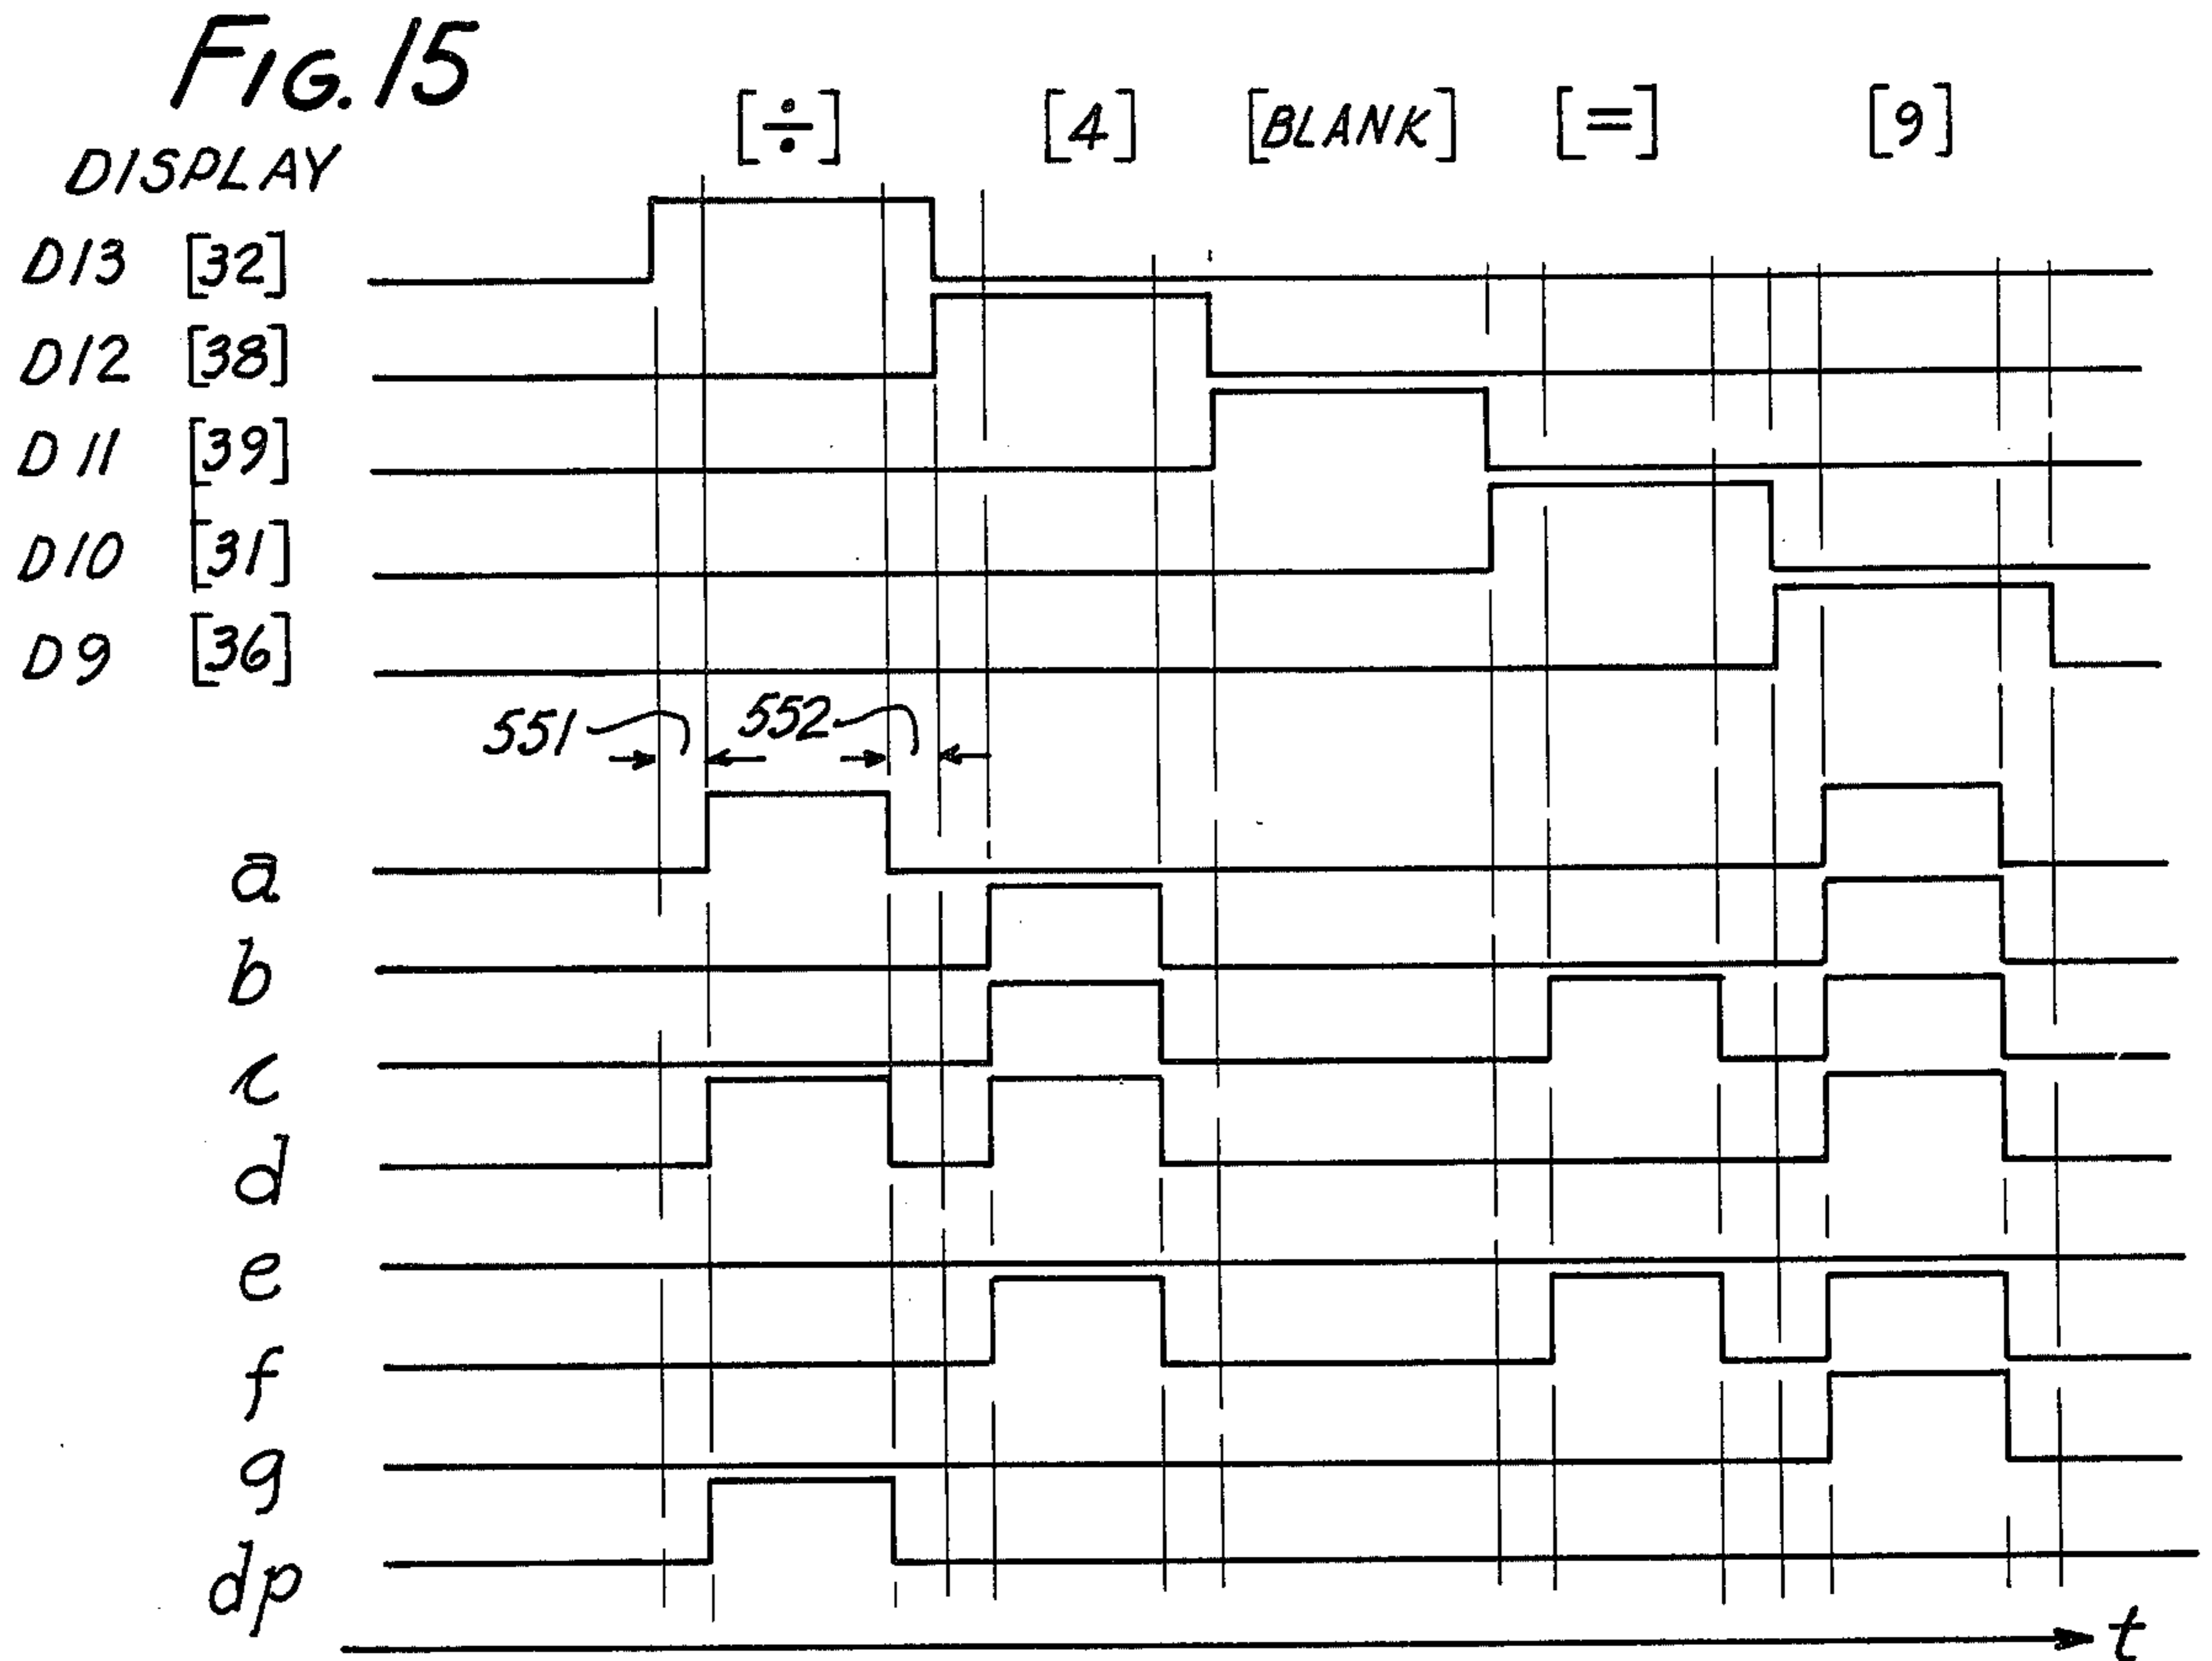 FIG. 15
[÷] [4] [BLANK] [=] [9]
DISPLAY
D13 [32]
D12 [38]
D11 [39]
D10 [31]
D9 [36]
551 552
a
b
c
d
e
f
g
dp
t